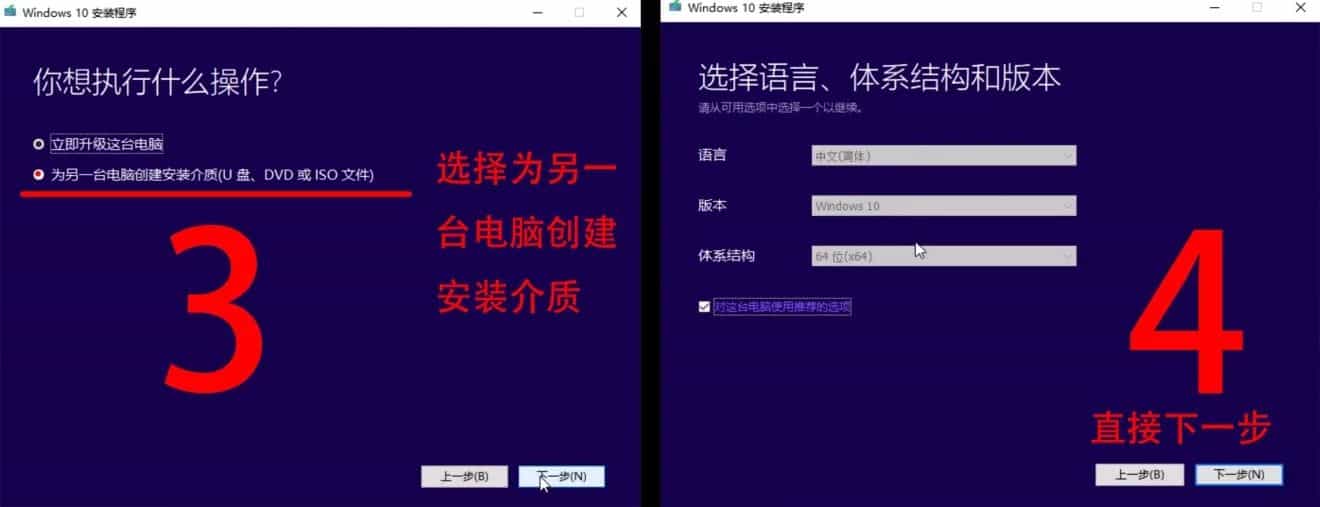 Windows 10 安装程序
你想执行什么操作?
立即升级这台电脑
为另一台电脑创建安装介质(U 盘、DVD 或 ISO 文件)
选择为另一
台电脑创建
安装介质
3
上一步(B)
下一步(N)
Windows 10 安装程序
选择语言、体系结构和版本
请从可用选项中选择一个以继续。
语言
中文(简体)
版本
Windows 10
体系结构
64 位(x64)
对这台电脑使用推荐的选项
4
直接下一步
上一步(B)
下一步(N)